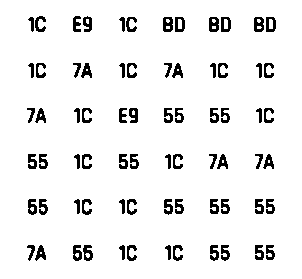 1C E9 1C BD BD BD
1C 7A 1C 7A 1C 1C
7A 1C E9 55 55 1C
55 1C 55 1C 7A 7A
55 1C 1C 55 55 55
7A 55 1C 1C 55 55